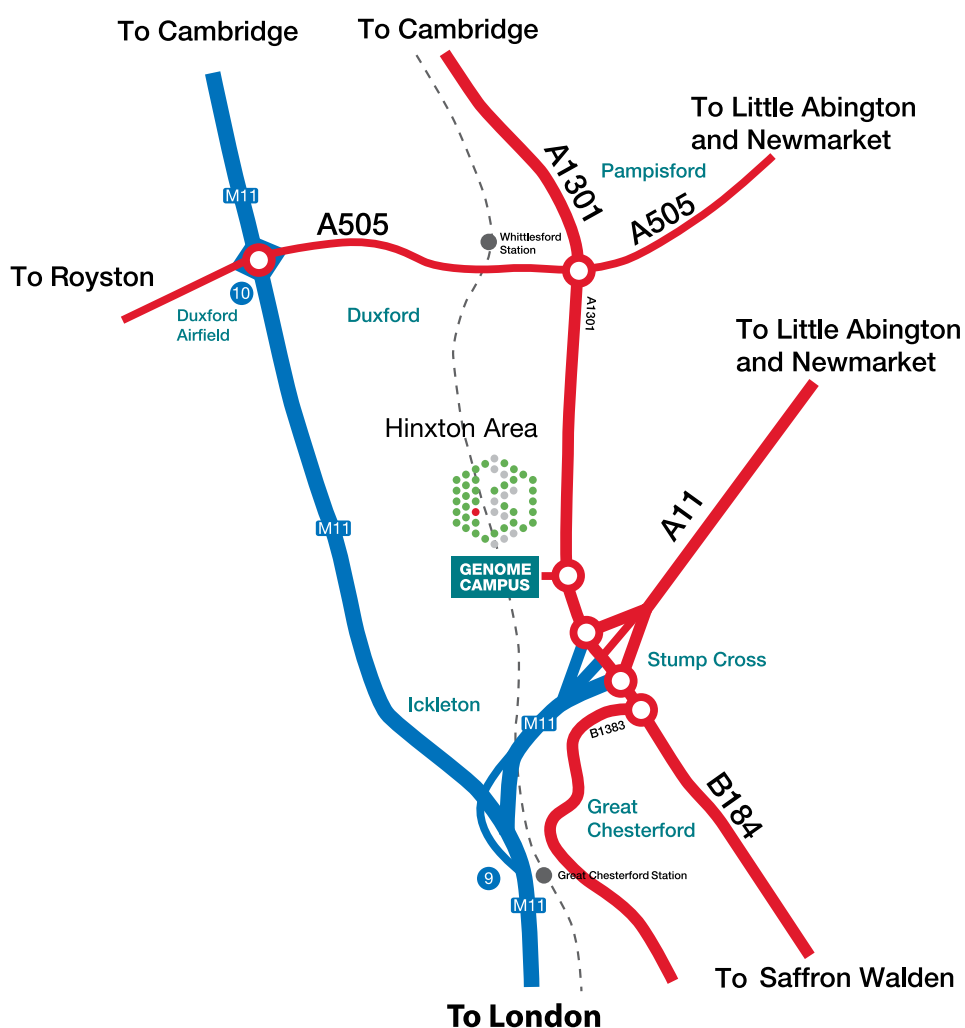 To Cambridge
To Cambridge
To Little Abington
and Newmarket
M11
A1301
Pampisford
A505
A505
Whittlesford
Station
To Royston
10
A1301
Duxford
Airfield
Duxford
To Little Abington
and Newmarket
Hinxton Area
A11
M11
GENOME
CAMPUS
Stump Cross
Ickleton
M11
B1383
B184
Great
Chesterford
9
Great Chesterford Station
M11
To Saffron Walden
To London